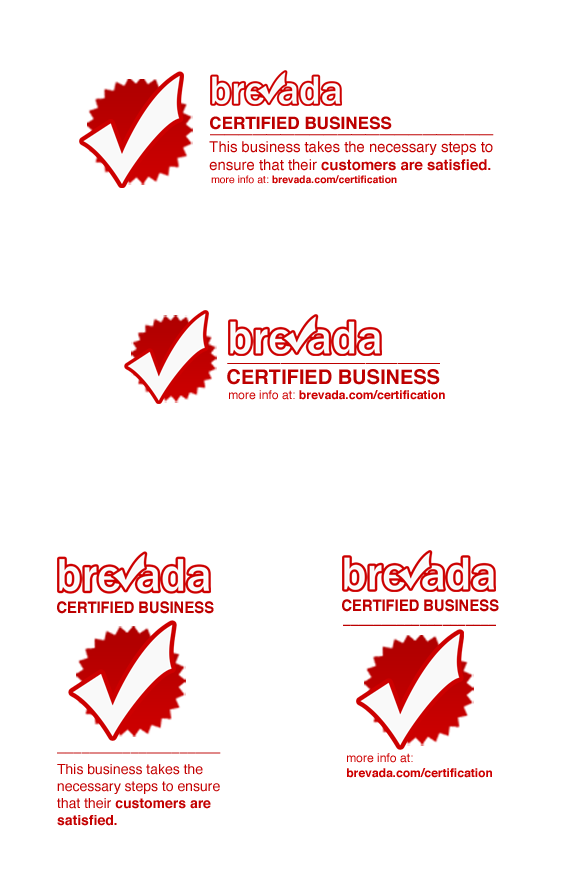 brevada
CERTIFIED BUSINESS
This business takes the necessary steps to
ensure that their customers are satisfied.
more info at: brevada.com/certification
brevada
CERTIFIED BUSINESS
more info at: brevada.com/certification
brevada
CERTIFIED BUSINESS
This business takes the
necessary steps to ensure
that their customers are
satisfied.
brevada
CERTIFIED BUSINESS
more info at:
brevada.com/certification